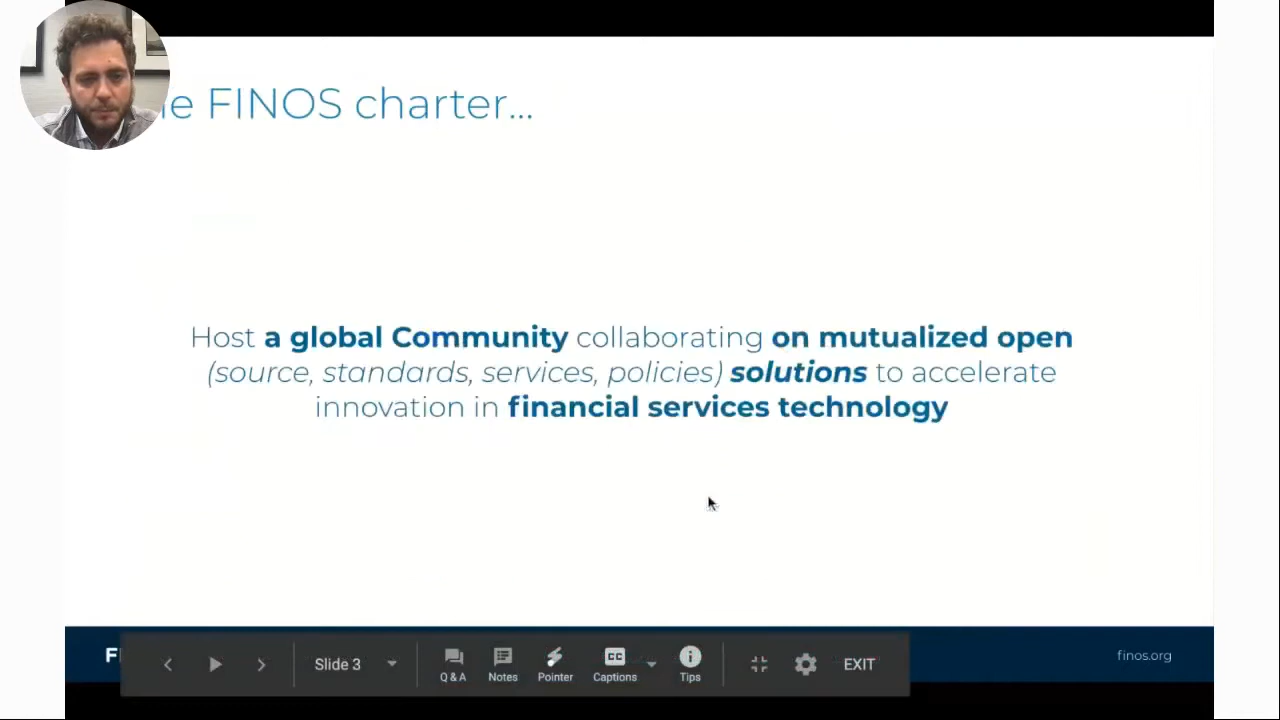 e FINOS charter...
Host a global Community collaborating on mutualized open
(source, standards, services, policies) solutions to accelerate
innovation in financial services technology
F
finos.org
Slide 3
Q & A
Notes
Pointer
CC
Captions
Tips
EXIT